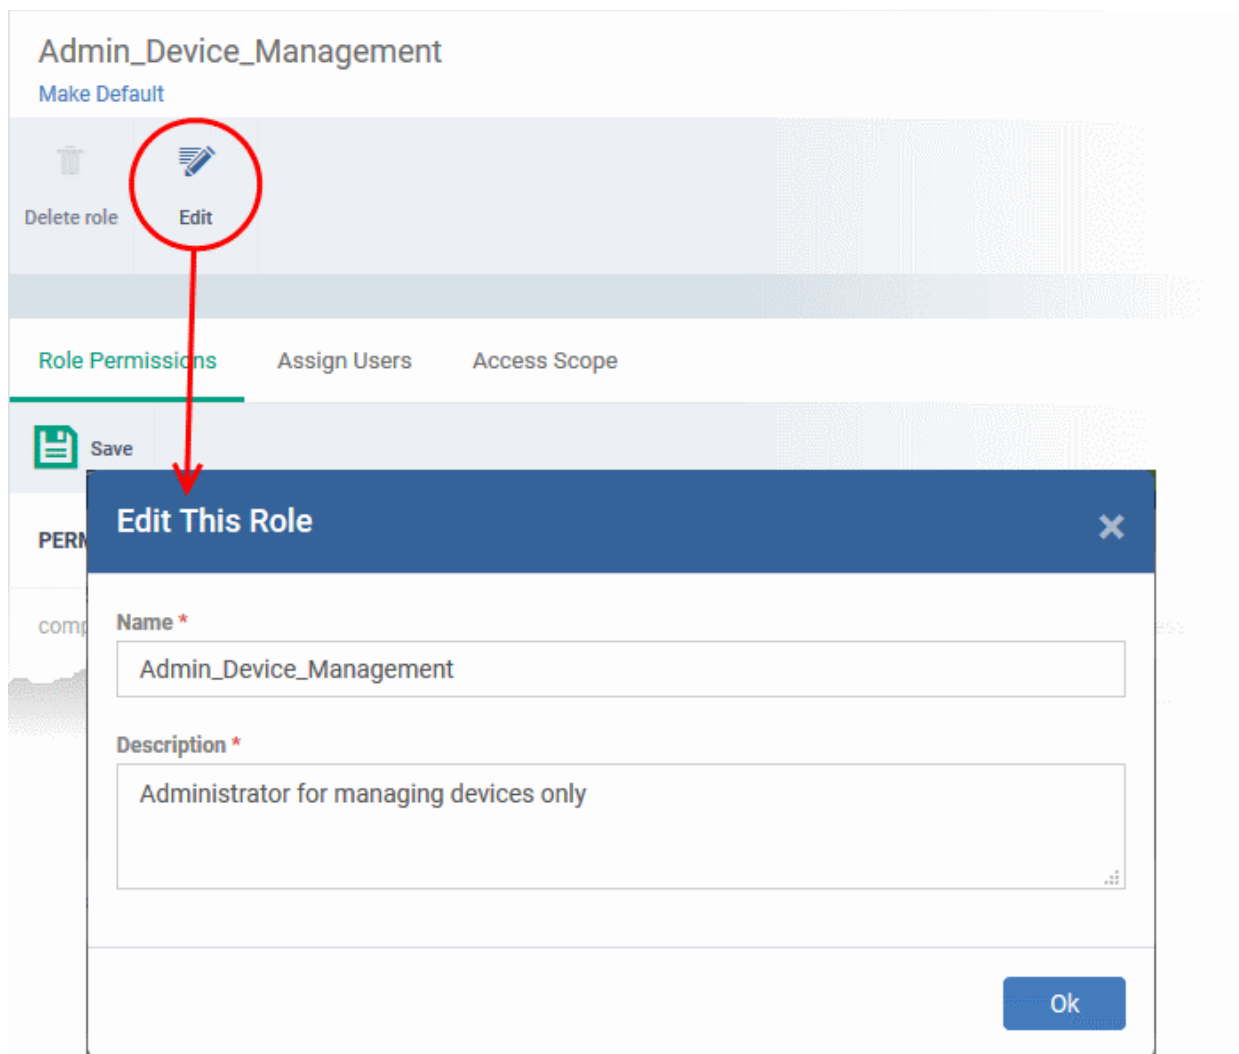 Admin_Device_Management
Make Default
Delete role
Edit
Role Permissions
Assign Users
Access Scope
Save
Edit This Role
Name *
Admin_Device_Management
Description *
Administrator for managing devices only
Ok